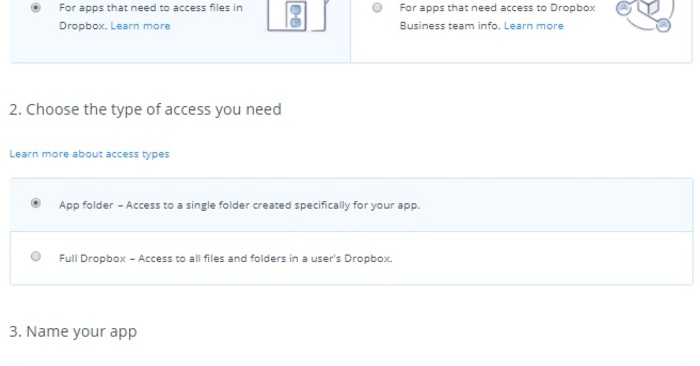 For apps that need to access files in
Dropbox. Learn more
For apps that need access to Dropbox
Business team info. Learn more
2. Choose the type of access you need
Learn more about access types
App folder – Access to a single folder created specifically for your app.
Full Dropbox – Access to all files and folders in a user's Dropbox.
3. Name your app